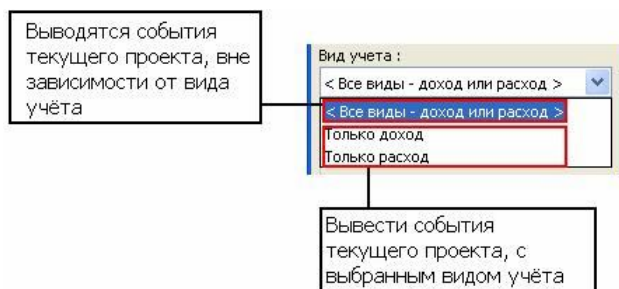 Выводятся события
текущего проекта, вне
зависимости от вида
учёта
Вид учета :
< Все виды - доход или расход >
< Все виды - доход или расход >
Только доход
Только расход
Вывести события
текущего проекта, с
выбранным видом учёта